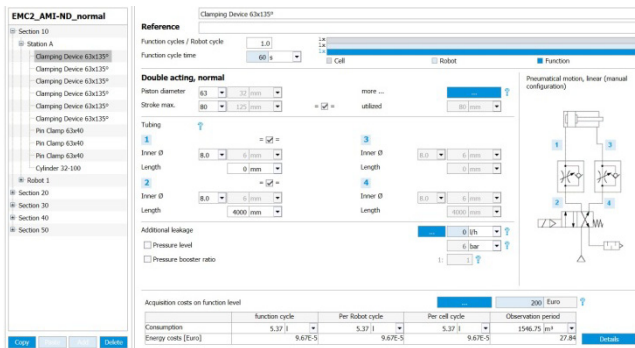 EMC2_AMI-ND_normal
Section 10
Station A
Clamping Device 63x135°
Clamping Device 63x135°
Clamping Device 63x135°
Clamping Device 63x135°
Pin Clamp 63x40
Pin Clamp 63x40
Pin Clamp 63x40
Cylinder 32-100
Robot 1
Section 20
Section 30
Section 40
Section 50
Copy Delete
Clamping Device 63x135°
Reference
Function cycles / Robot cycle 1.0
Function cycle time 60 s
1.x
1.x
1.x
Cell Robot Function
Double acting, normal
Piston diameter 63 32 mm more ... ...
Stroke max. 80 125 mm = = utilized 80 mm
Tubing
1 = =
Inner Ø 8.0 6 mm
Length 0 mm
2 = =
Inner Ø 8.0 6 mm
Length 4000 mm
3
Inner Ø 8.0 6 mm
Length 0 mm
4
Inner Ø 8.0 6 mm
Length 4000 mm
Additional leakage ... 0 l/h
Pressure level 6 bar
Pressure booster ratio 1: 1
Pneumatical motion, linear (manual
configuration)
1 3
2 4
Acquisition costs on function level ... 200 Euro
function cycle Per Robot cycle Per cell cycle Observation period
Consumption 5.37 l 5.37 l 5.37 l 1546.75 m³
Energy costs [Euro] 9.67E-5 9.67E-5 9.67E-5 27.84
Details